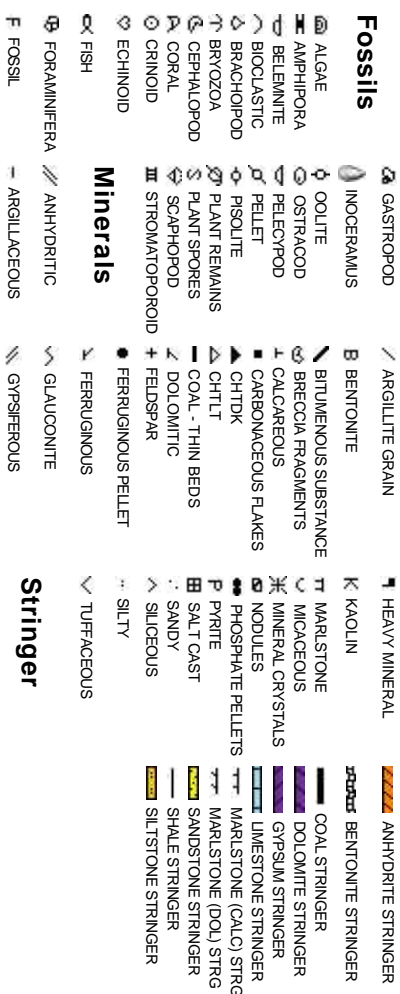 Fossils
ALGAE
AMPHIPORA
BELEMNITE
BIOCLASTIC
BRACHIOPOD
BRYOZOA
CEPHALOPOD
CORAL
CRINOID
ECHINOID
FISH
FORAMINIFERA
F FOSSIL
GASTROPOD
INOCERAMUS
OOLITE
OSTRACOD
PELECYPOD
PELLET
PISOLITE
PLANT REMAINS
PLANT SPORES
SCAPHOPOD
STROMATOPOROID
Minerals
ANHYDRITIC
ARGILLACEOUS
ARGILLITE GRAIN
B BENTONITE
BITUMENOUS SUBSTANCE
BRECCIA FRAGMENTS
CALCAREOUS
CARBONACEOUS FLAKES
CHTDK
CHTLT
COAL - THIN BEDS
DOLOMITIC
FELDSPAR
FERRUGINOUS PELLET
FERRUGINOUS
GLAUCONITE
GYPSIFEROUS
HEAVY MINERAL
K KAOLIN
MARLSTONE
MICACEOUS
MINERAL CRYSTALS
NODULES
PHOSPHATE PELLETS
P PYRITE
SALT CAST
SANDY
SILICEOUS
SILTY
TUFFACEOUS
Stringer
ANHYDRITE STRINGER
BENTONITE STRINGER
COAL STRINGER
DOLOMITE STRINGER
GYPSUM STRINGER
LIMESTONE STRINGER
MARLSTONE (CALC) STRG
MARLSTONE (DOL) STRG
SANDSTONE STRINGER
SHALE STRINGER
SILTSTONE STRINGER